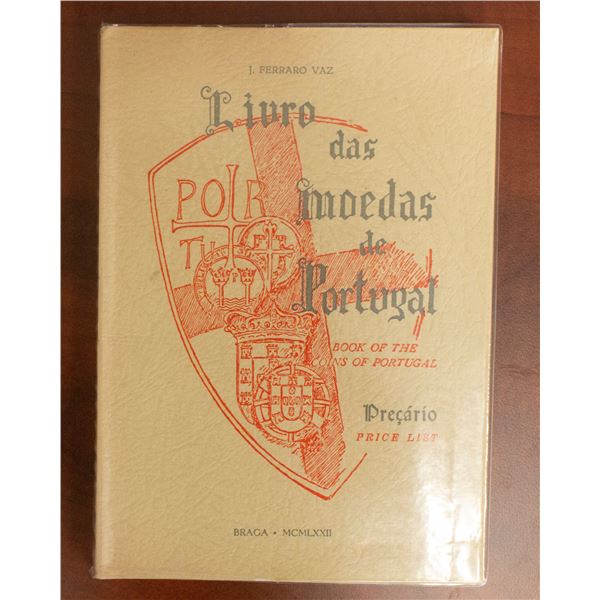 J. FERRARO VAZ
Livro
das
moedas
de
Portugal
POR
TU
BOOK OF THE
COINS OF PORTUGAL
Preçário
PRICE LIST
BRAGA • MCMLXXII